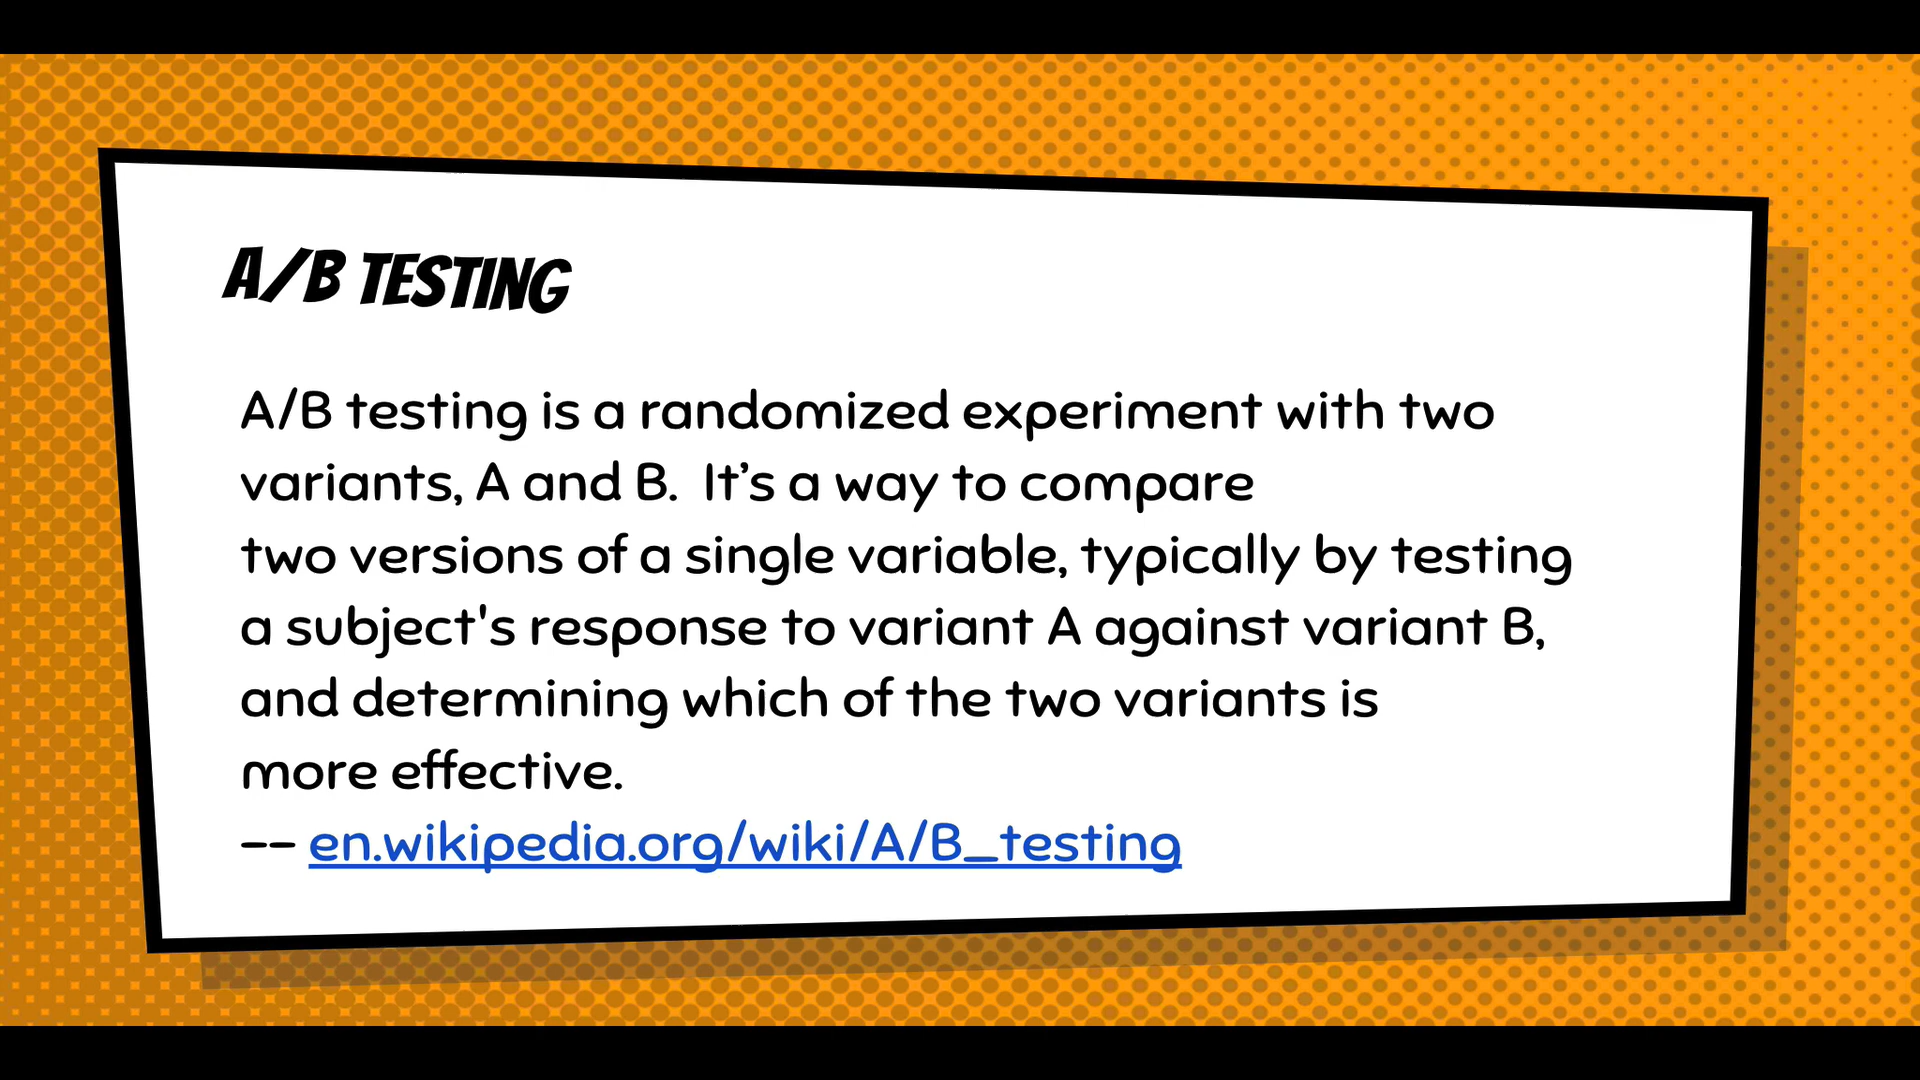 A/B TESTING
A/B testing is a randomized experiment with two
variants, A and B.  It’s a way to compare
two versions of a single variable, typically by testing
a subject's response to variant A against variant B,
and determining which of the two variants is
more effective.
-- en.wikipedia.org/wiki/A/B_testing